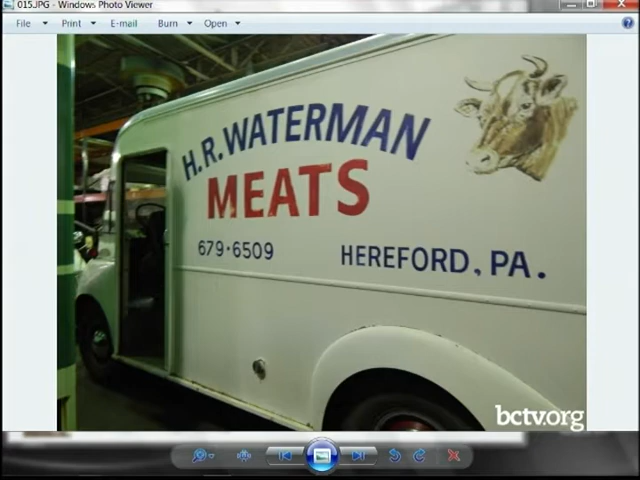 015.JPG - Windows Photo Viewer
File Print E-mail Burn Open
H.R. WATERMAN
MEATS
679·6509
HEREFORD, PA.
bctv.org